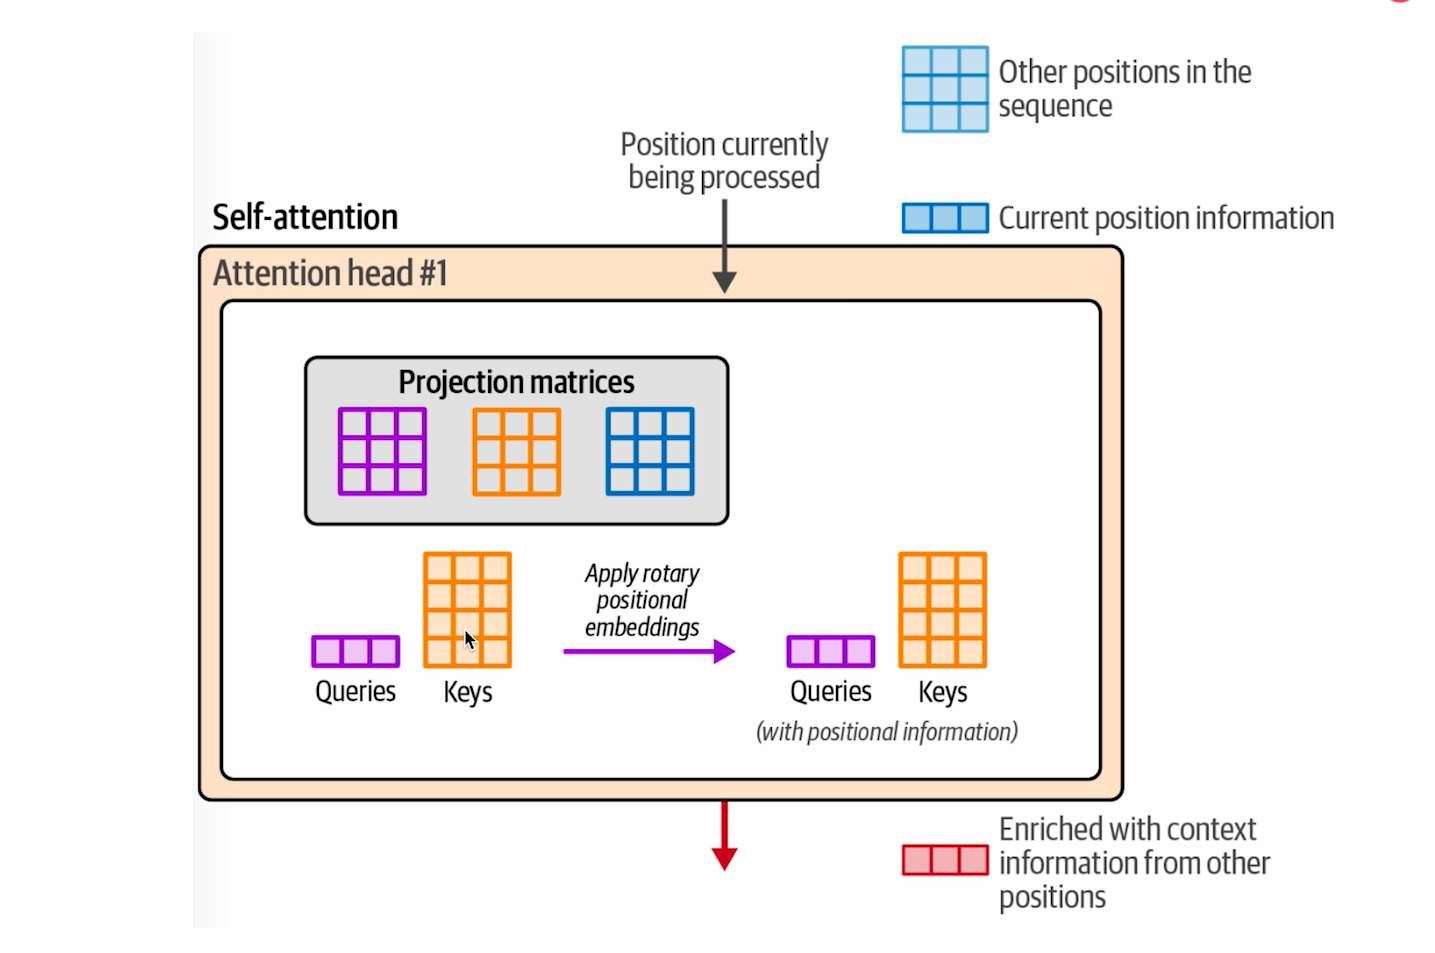 Other positions in the
sequence
Position currently
being processed
Self-attention
Current position information
Attention head #1
Projection matrices
Apply rotary
positional
embeddings
Queries
Keys
Queries
Keys
(with positional information)
Enriched with context
information from other
positions